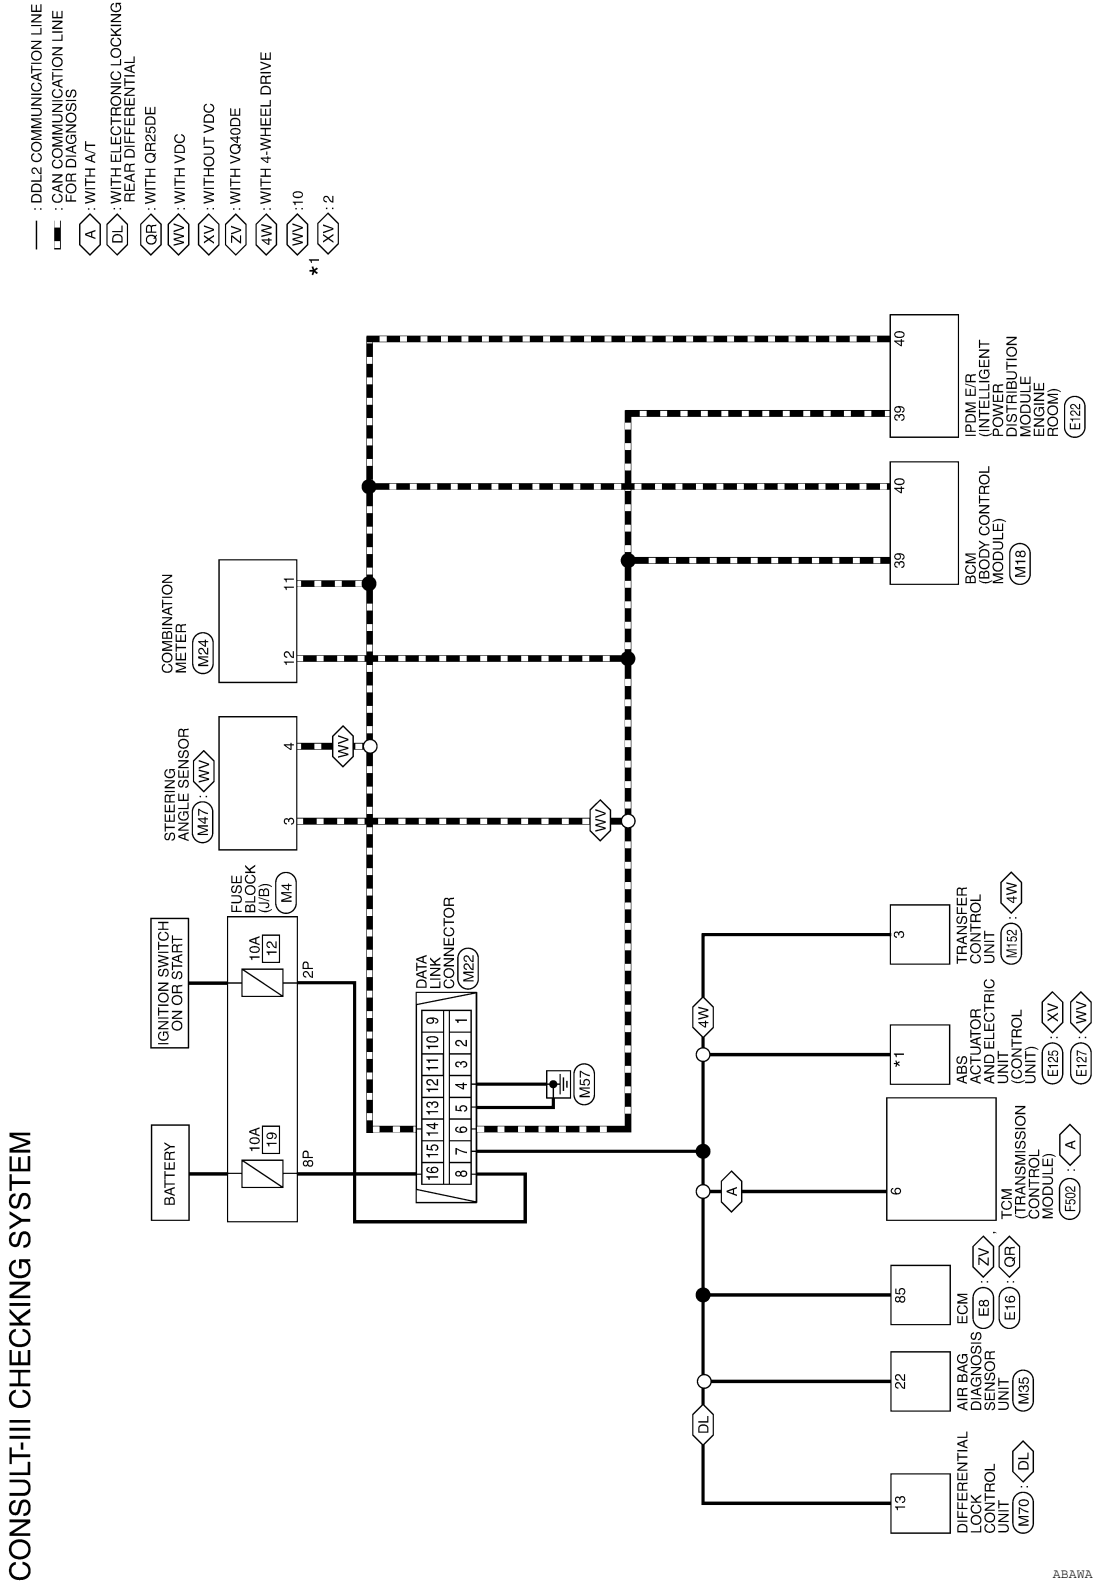 CONSULT-III CHECKING SYSTEM
: DDL2 COMMUNICATION LINE
: CAN COMMUNICATION LINE
FOR DIAGNOSIS
A : WITH A/T
DL : WITH ELECTRONIC LOCKING
REAR DIFFERENTIAL
QR : WITH QR25DE
WV : WITH VDC
XV : WITHOUT VDC
ZV : WITH VQ40DE
4W : WITH 4-WHEEL DRIVE
*1
WV : 10
XV : 2
BATTERY
IGNITION SWITCH
ON OR START
FUSE
BLOCK
(J/B)
M4
10A
19
10A
12
8P
2P
STEERING
ANGLE SENSOR
M47 : WV
3
4
WV
WV
COMBINATION
METER
M24
12
11
DATA
LINK
CONNECTOR
M22
16 15 14 13 12 11 10 9
8 7 6 5 4 3 2 1
M57
DL
A
4W
13
22
85
6
*1
3
39
40
39
40
DIFFERENTIAL
LOCK
CONTROL
UNIT
M70 : DL
AIR BAG
DIAGNOSIS
SENSOR
UNIT
M35
ECM
E8 : ZV ,
E16 : QR
TCM
(TRANSMISSION
CONTROL
MODULE)
F502 : A
ABS
ACTUATOR
AND ELECTRIC
UNIT
(CONTROL
UNIT)
E125 : XV
E127 : WV
TRANSFER
CONTROL
UNIT
M152 : 4W
BCM
(BODY CONTROL
MODULE)
M18
IPDM E/R
(INTELLIGENT
POWER
DISTRIBUTION
MODULE
ENGINE
ROOM)
E122
ABAWA